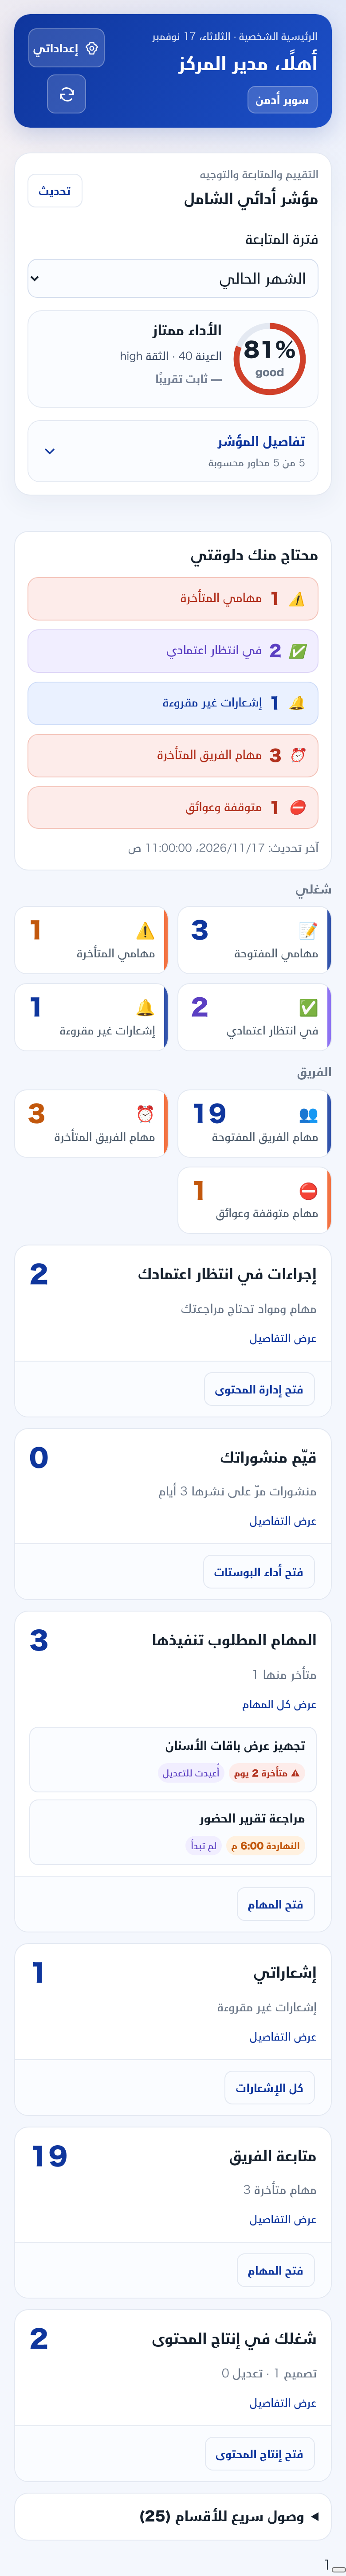 الرئيسية الشخصية · الثلاثاء، 17 نوفمبر
أهلًا، مدير المركز
سوبر أدمن
إعداداتي
التقييم والمتابعة والتوجيه
مؤشر أدائي الشامل
تحديث
فترة المتابعة
الشهر الحالي
81%
good
الأداء ممتاز
العينة 40 · الثقة high
— ثابت تقريبًا
تفاصيل المؤشر
5 من 5 محاور محسوبة
محتاج منك دلوقتي
⚠️ 1 مهامي المتأخرة
✅ 2 في انتظار اعتمادي
🔔 1 إشعارات غير مقروءة
⏰ 3 مهام الفريق المتأخرة
⛔ 1 متوقفة وعوائق
آخر تحديث: 2026/11/17، 11:00:00 ص
شغلي
📝 3
مهامي المفتوحة
⚠️ 1
مهامي المتأخرة
✅ 2
في انتظار اعتمادي
🔔 1
إشعارات غير مقروءة
الفريق
👥 19
مهام الفريق المفتوحة
⏰ 3
مهام الفريق المتأخرة
⛔ 1
مهام متوقفة وعوائق
إجراءات في انتظار اعتمادك 2
مهام ومواد تحتاج مراجعتك
عرض التفاصيل
فتح إدارة المحتوى
قيّم منشوراتك 0
منشورات مرّ على نشرها 3 أيام
عرض التفاصيل
فتح أداء البوستات
المهام المطلوب تنفيذها 3
متأخر منها 1
عرض كل المهام
تجهيز عرض باقات الأسنان
▲ متأخرة 2 يوم أُعيدت للتعديل
مراجعة تقرير الحضور
النهاردة 6:00 م لم تبدأ
فتح المهام
إشعاراتي 1
إشعارات غير مقروءة
عرض التفاصيل
كل الإشعارات
متابعة الفريق 19
مهام متأخرة 3
عرض التفاصيل
فتح المهام
شغلك في إنتاج المحتوى 2
تصميم 1 · تعديل 0
عرض التفاصيل
فتح إنتاج المحتوى
◀ وصول سريع للأقسام (25)
1